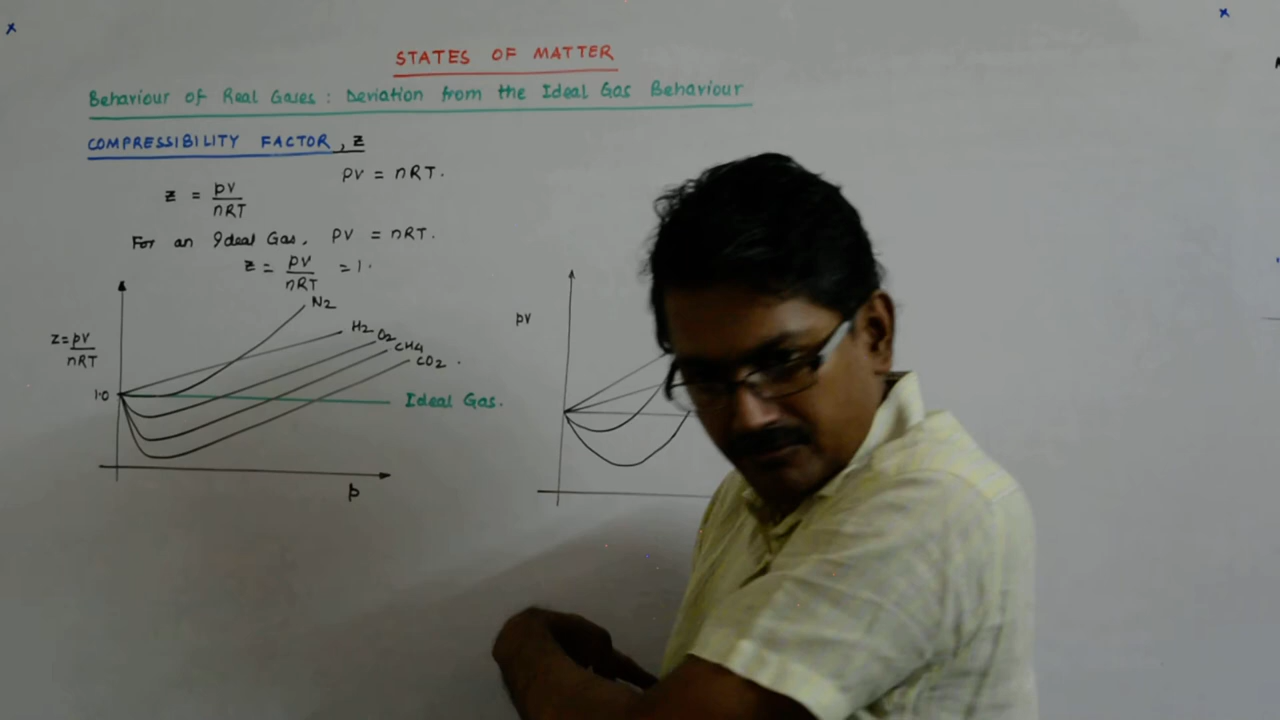 STATES OF MATTER
Behaviour of Real Gases : Deviation from the Ideal Gas Behaviour
COMPRESSIBILITY FACTOR, Z
PV = nRT.
Z = PV/nRT
For an Ideal Gas, PV = nRT.
Z = PV/nRT = 1.
N2
H2
O2
CH4
CO2
Z = PV/nRT
1.0
Ideal Gas.
p
PV